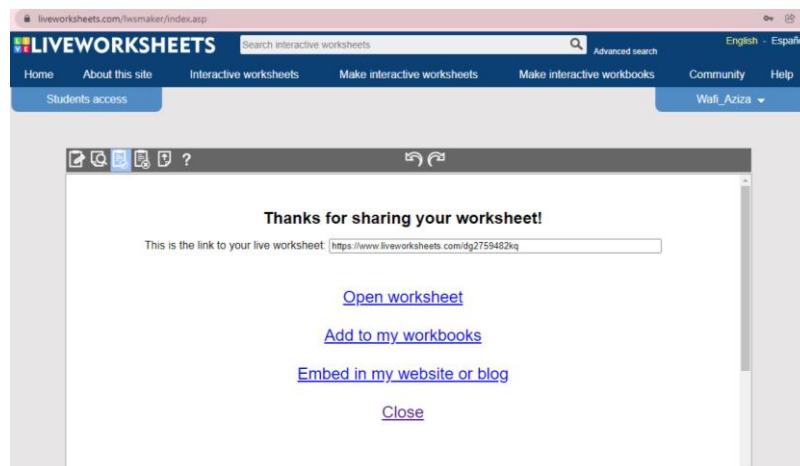 liveworksheets.com/lwsmaker/index.asp
LIVEWORKSHEETS Search interactive worksheets Advanced search English - Españo
Home About this site Interactive worksheets Make interactive worksheets Make interactive workbooks Community Help
Students access Wafi_Aziza
?
Thanks for sharing your worksheet!
This is the link to your live worksheet: https://www.liveworksheets.com/dg2759482kq
Open worksheet
Add to my workbooks
Embed in my website or blog
Close